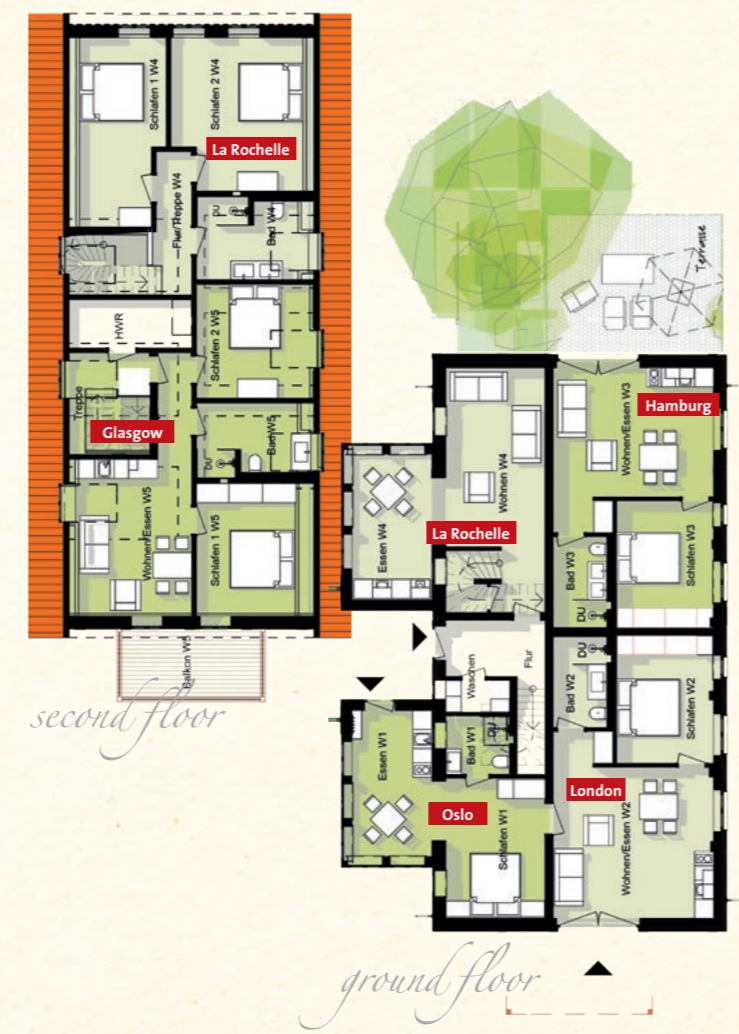 Schlafen 1 W4
Schlafen 2 W4
La Rochelle
Flur/Treppe W4
DU
Bad W4
HWR
Schlafen 2 W5
Treppe
Glasgow
DU
Bad W5
Wohnen/Essen W5
Schlafen 1 W5
Balkon W5
second floor
Terrasse
Wohnen W4
Wohnen/Essen W3
Hamburg
Essen W4
La Rochelle
Bad W3
Schlafen W3
DU
Waschen
Flur
DU
Bad W2
Schlafen W2
Essen W1
Bad W1
DU
London
Oslo
Schlafen W1
Wohnen/Essen W2
ground floor